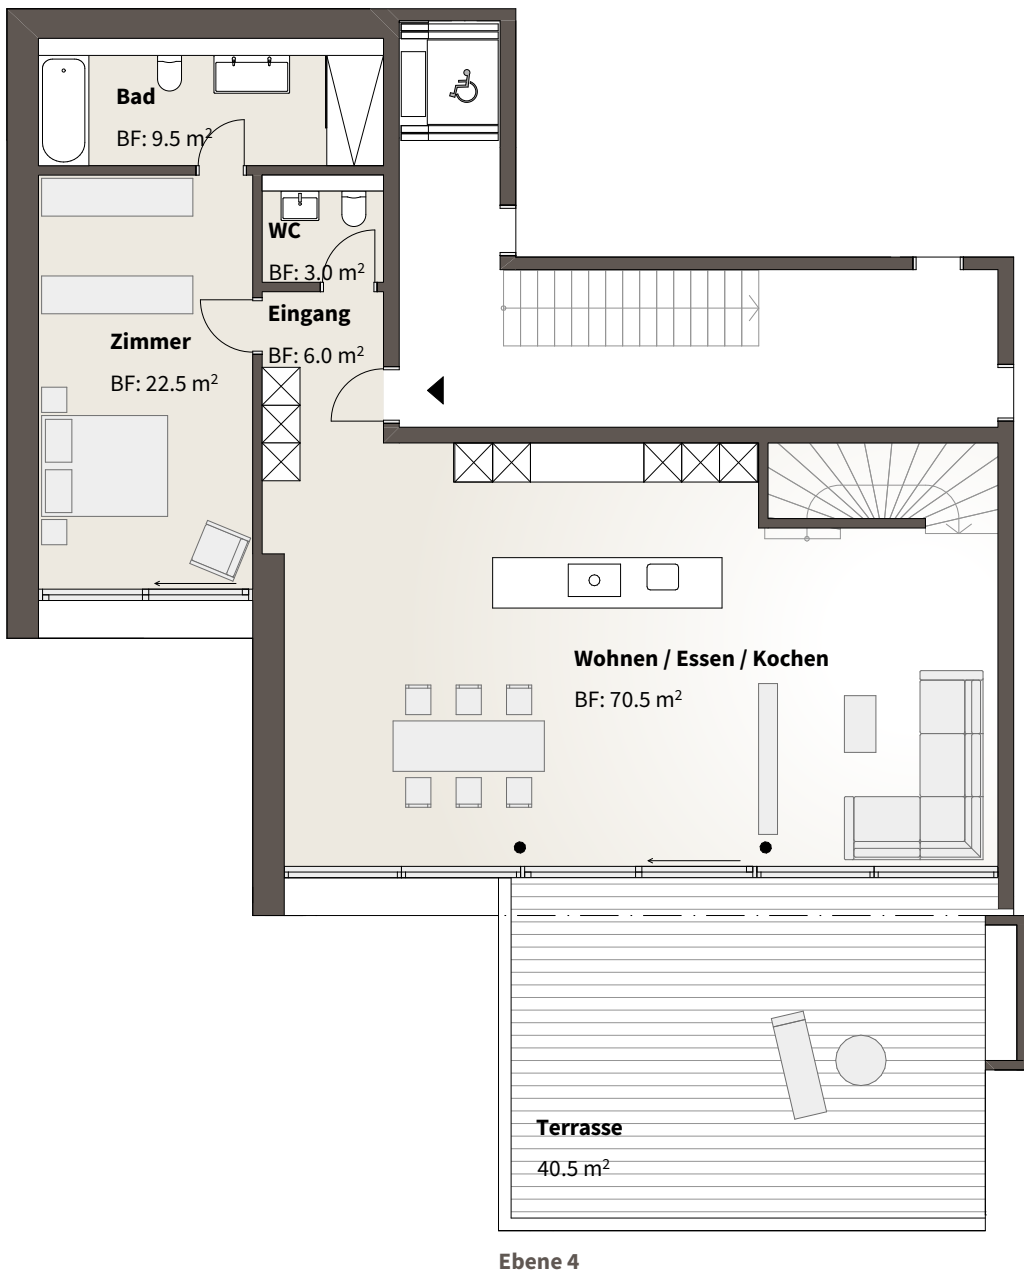 Bad
BF: 9.5 m²
WC
BF: 3.0 m²
Eingang
BF: 6.0 m²
Zimmer
BF: 22.5 m²
Wohnen / Essen / Kochen
BF: 70.5 m²
Terrasse
40.5 m²
Ebene 4